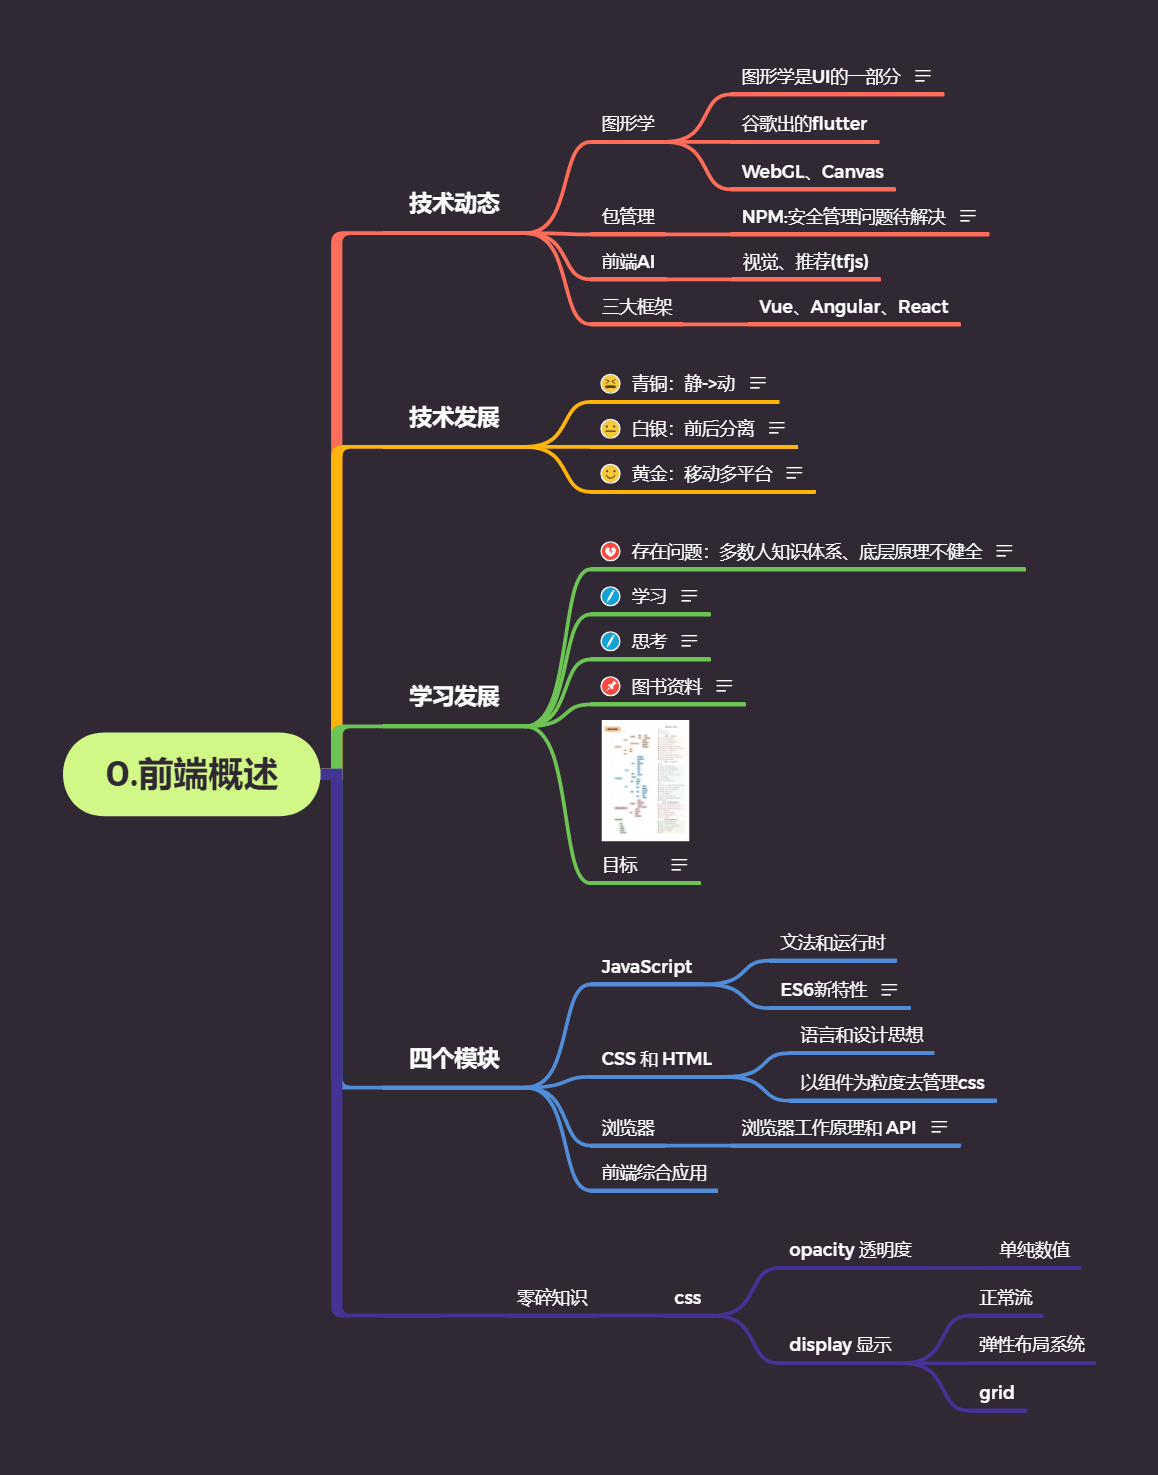 0.前端概述
技术动态
图形学
图形学是UI的一部分
谷歌出的flutter
WebGL、Canvas
包管理
NPM:安全管理问题待解决
前端AI
视觉、推荐(tfjs)
三大框架
Vue、Angular、React
技术发展
青铜：静->动
白银：前后分离
黄金：移动多平台
学习发展
存在问题：多数人知识体系、底层原理不健全
学习
思考
图书资料
目标
四个模块
JavaScript
文法和运行时
ES6新特性
CSS 和 HTML
语言和设计思想
以组件为粒度去管理css
浏览器
浏览器工作原理和 API
前端综合应用
零碎知识
css
opacity 透明度
单纯数值
display 显示
正常流
弹性布局系统
grid